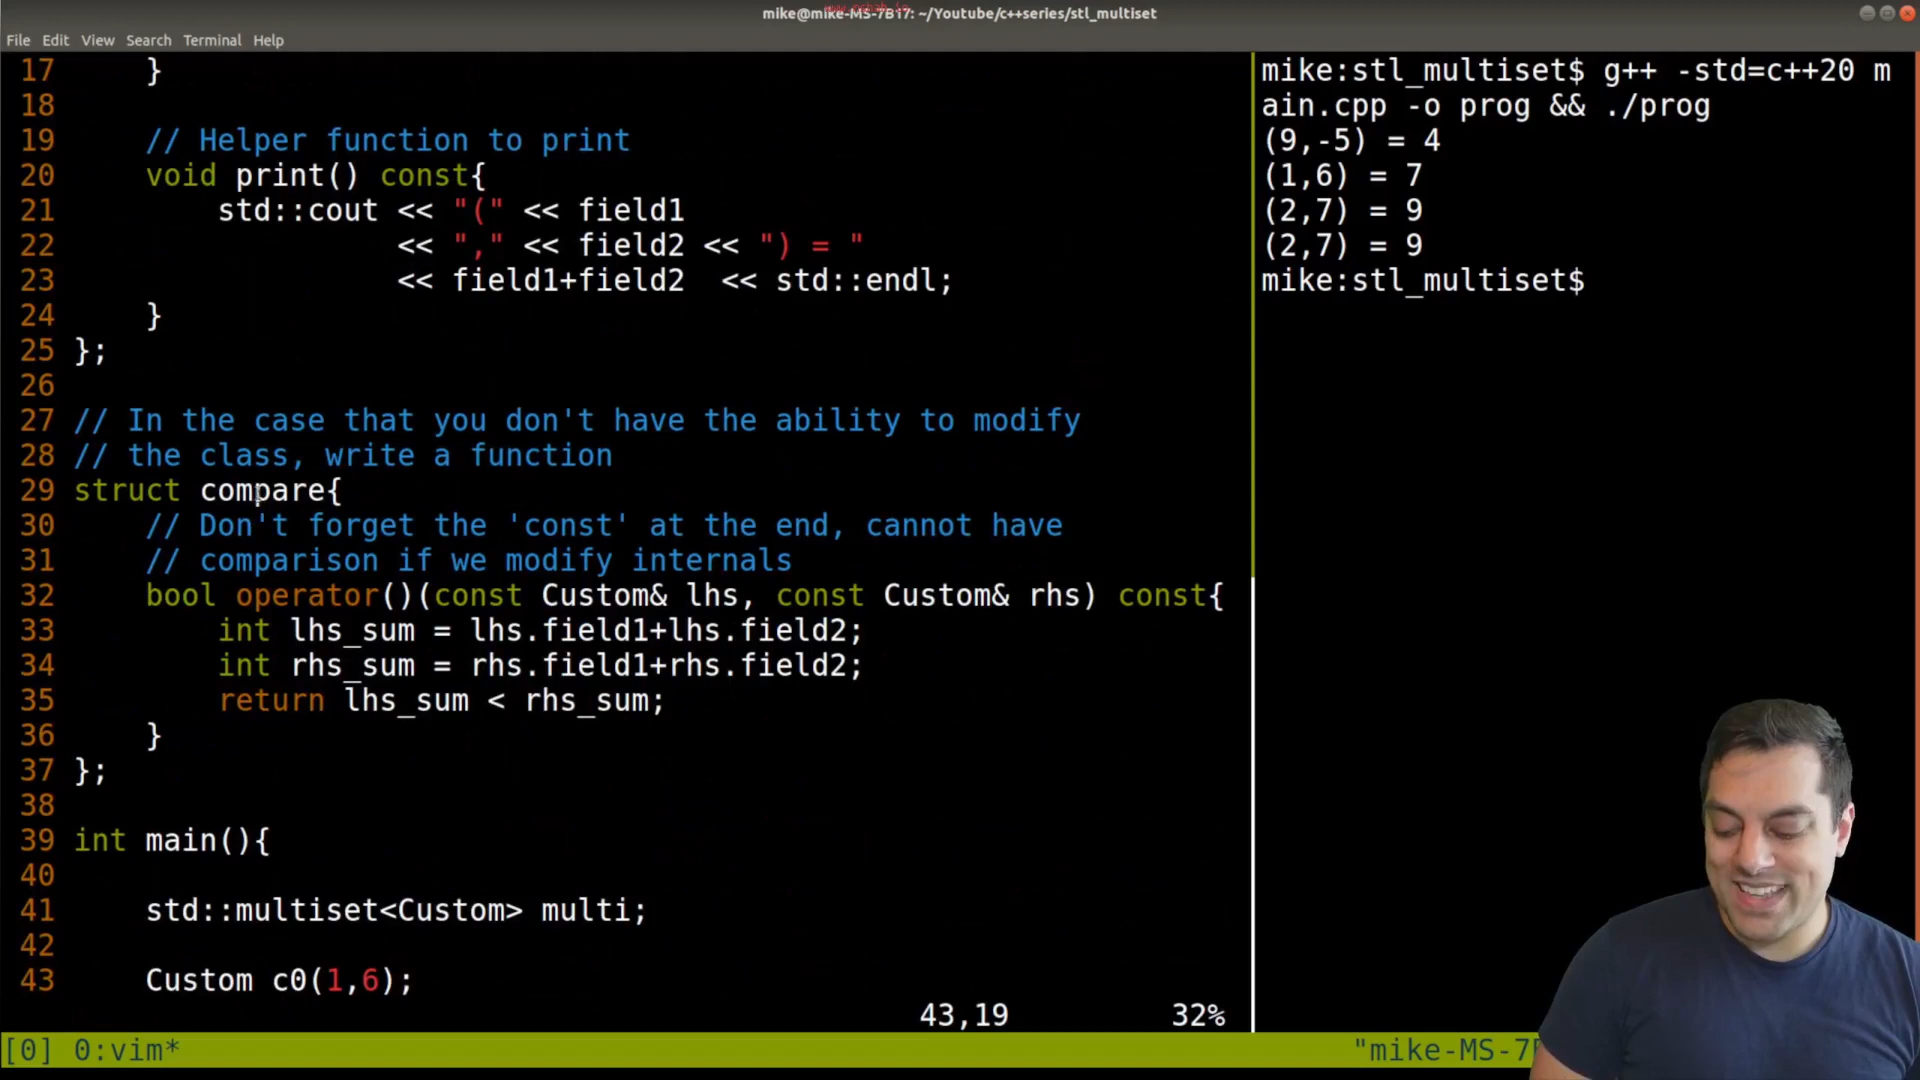 mike@mike-MS-7B17: ~/Youtube/c++series/stl_multiset
File Edit View Search Terminal Help
17     }
18
19     // Helper function to print
20     void print() const{
21         std::cout << "(" << field1
22                   << "," << field2 << ") = "
23                   << field1+field2  << std::endl;
24     }
25 };
26
27 // In the case that you don't have the ability to modify
28 // the class, write a function
29 struct compare{
30     // Don't forget the 'const' at the end, cannot have
31     // comparison if we modify internals
32     bool operator()(const Custom& lhs, const Custom& rhs) const{
33         int lhs_sum = lhs.field1+lhs.field2;
34         int rhs_sum = rhs.field1+rhs.field2;
35         return lhs_sum < rhs_sum;
36     }
37 };
38
39 int main(){
40
41     std::multiset<Custom> multi;
42
43     Custom c0(1,6);
43,19 32%
mike:stl_multiset$ g++ -std=c++20 m
ain.cpp -o prog && ./prog
(9,-5) = 4
(1,6) = 7
(2,7) = 9
(2,7) = 9
mike:stl_multiset$
[0] 0:vim* "mike-MS-7B